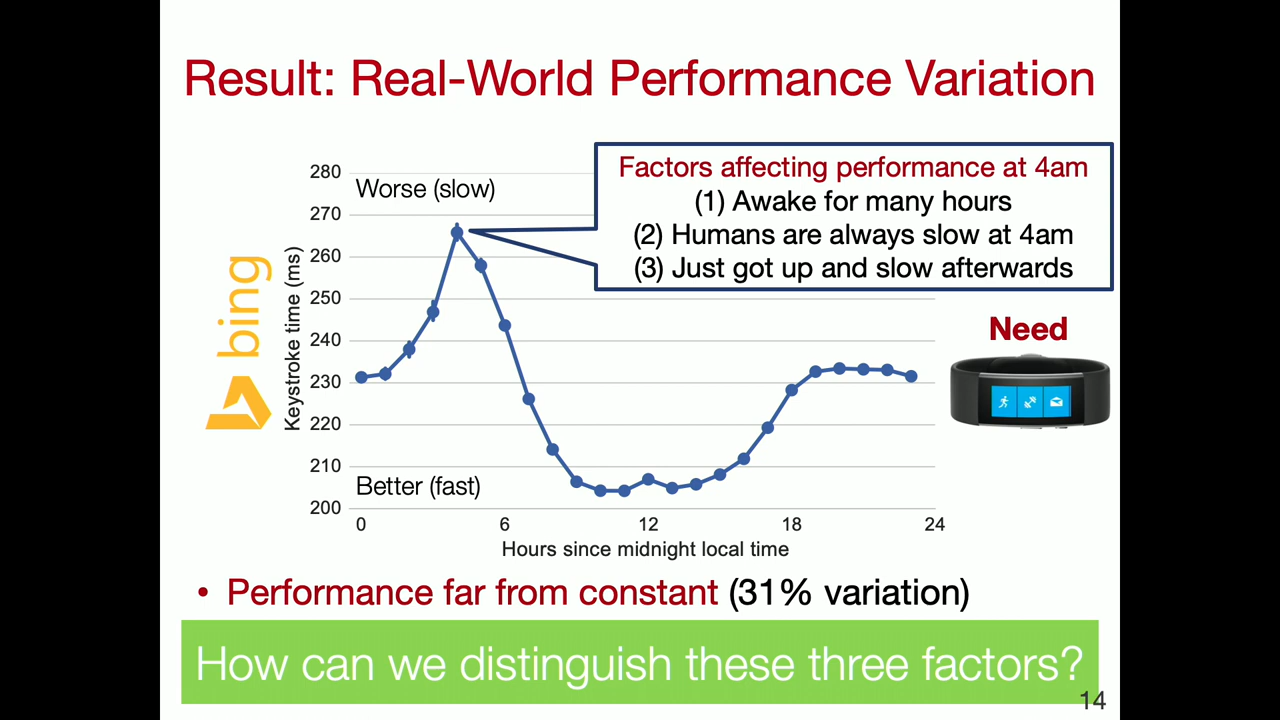 Result: Real-World Performance Variation
Factors affecting performance at 4am
(1) Awake for many hours
(2) Humans are always slow at 4am
(3) Just got up and slow afterwards
280
270
260
250
240
230
220
210
200
Worse (slow)
Better (fast)
bing
Keystroke time (ms)
Need
0 6 12 18 24
Hours since midnight local time
• Performance far from constant (31% variation)
How can we distinguish these three factors?
14